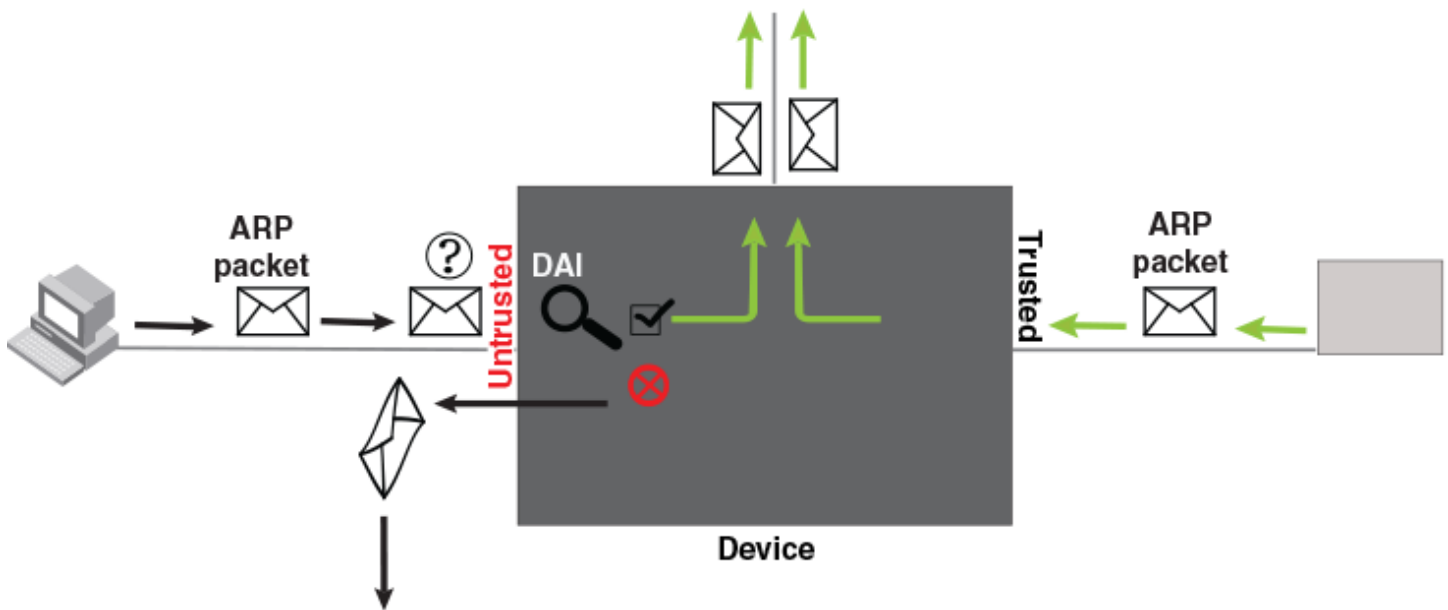 ARP
packet
?
Untrusted
DAI
Trusted
ARP
packet
Device